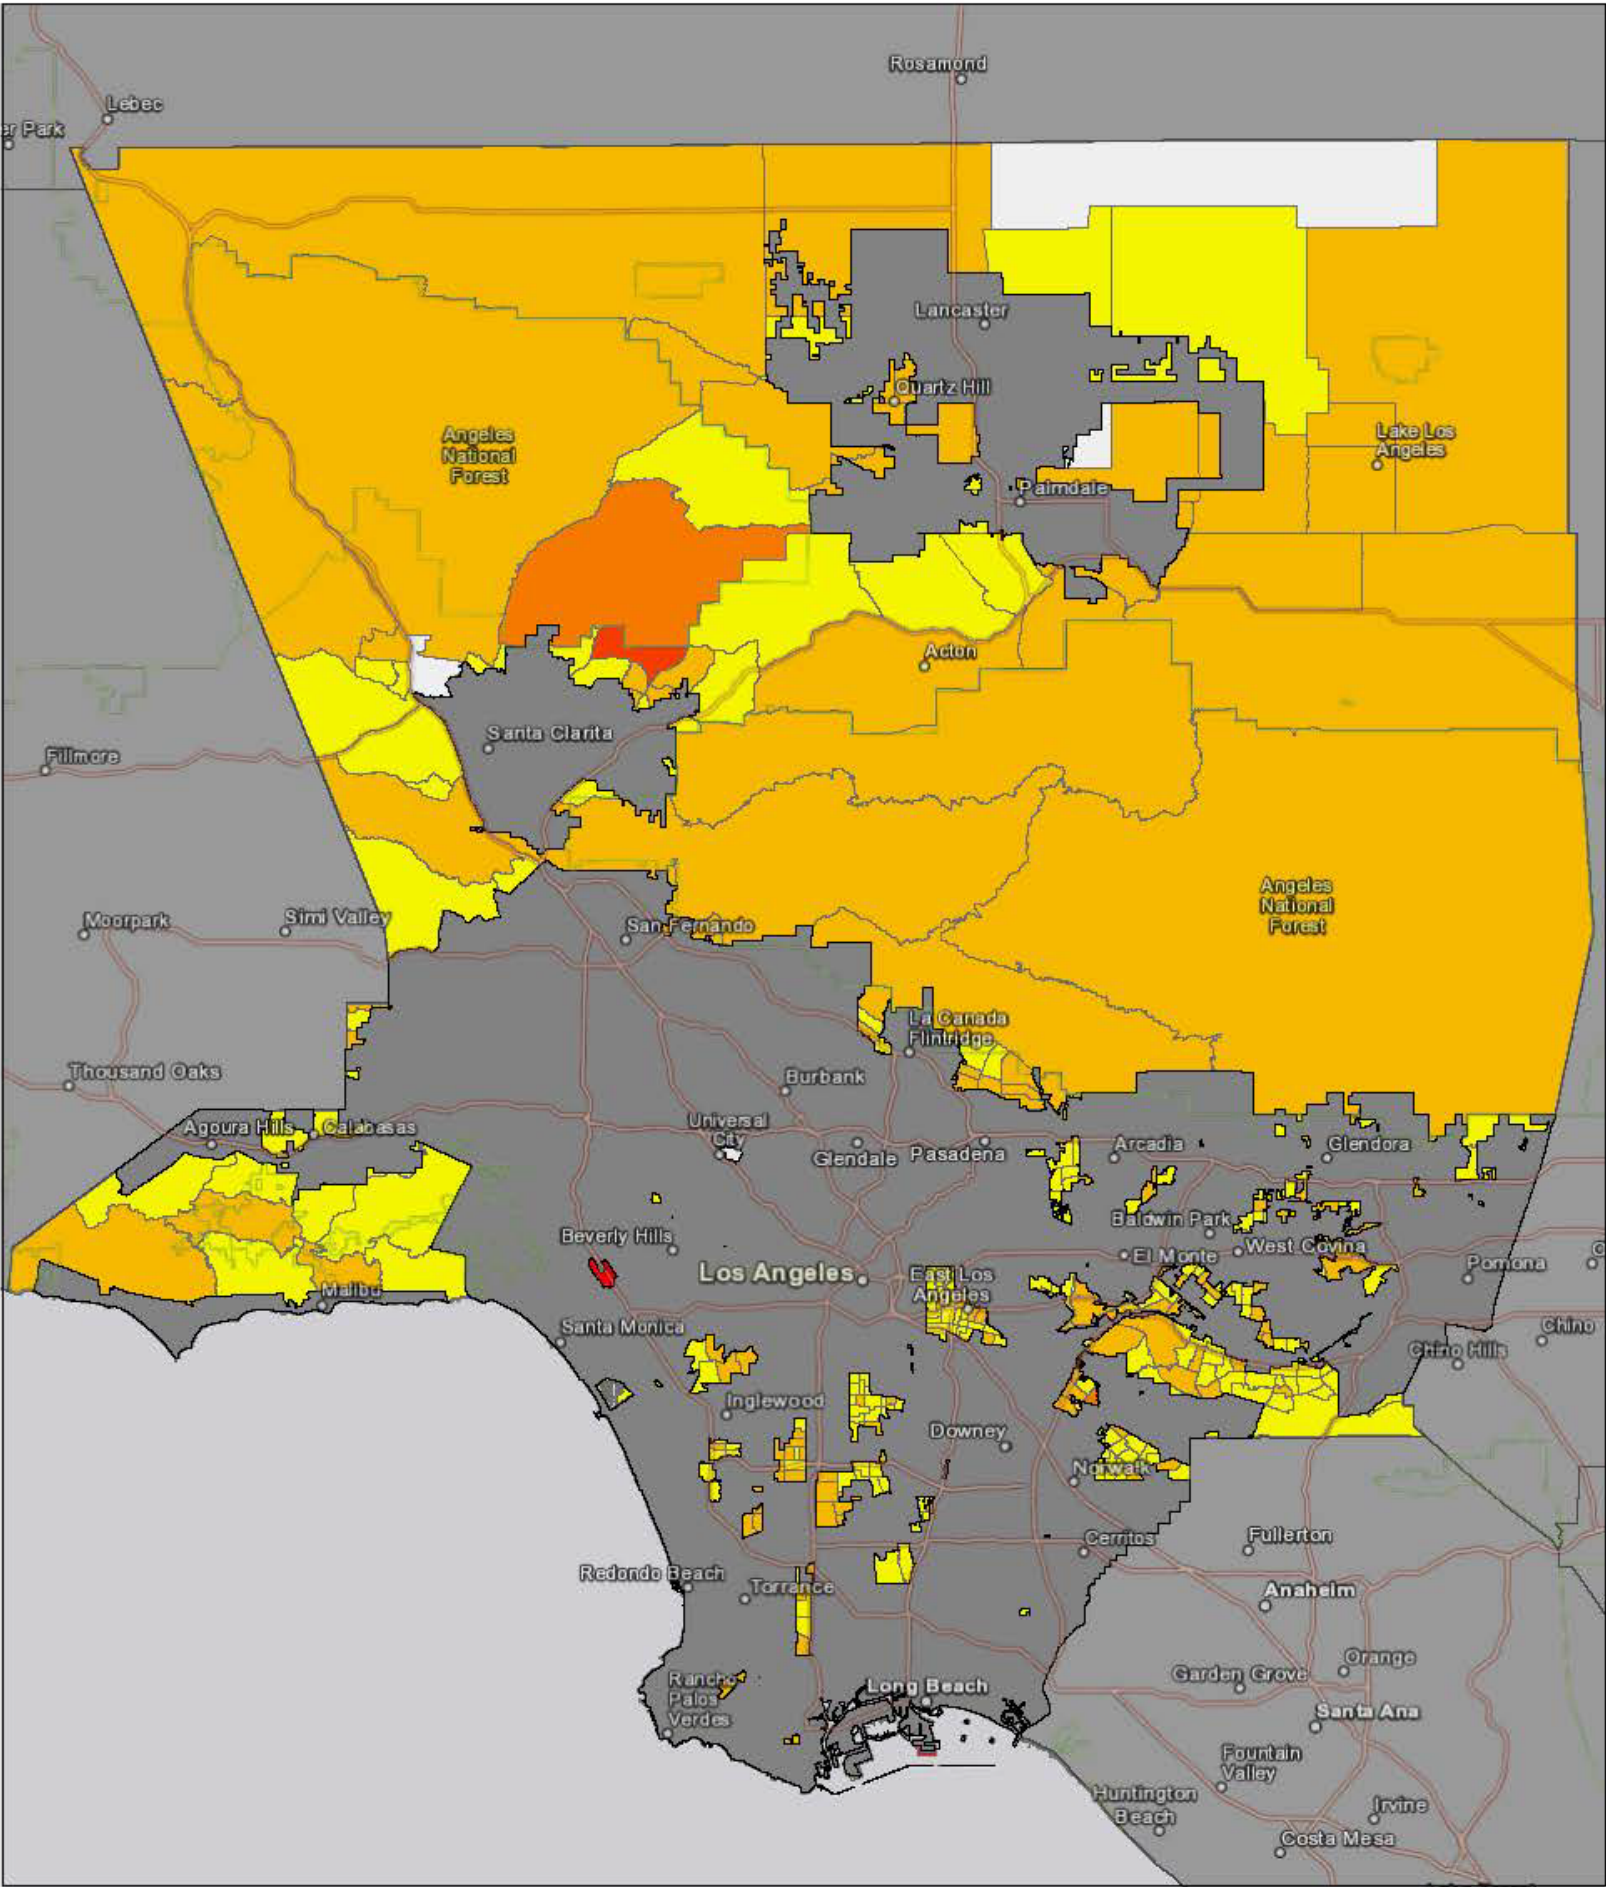 Rosamond
Lebec
er Park
Lancaster
Quartz Hill
Angeles
National
Forest
Lake Los
Angeles
Palmdale
Acton
Santa Clarita
Fillmore
Angeles
National
Forest
Moorpark
Simi Valley
San Fernando
La Canada
Flintridge
Thousand Oaks
Burbank
Agoura Hills
Calabasas
Universal
City
Glendale
Pasadena
Arcadia
Glendora
Baldwin Park
Beverly Hills
El Monte
West Covina
Pomona
Los Angeles
East Los
Angeles
Malibu
Santa Monica
Chino
Chino Hills
Inglewood
Downey
Norwalk
Cerritos
Fullerton
Redondo Beach
Torrance
Anaheim
Rancho
Palos
Verdes
Long Beach
Garden Grove
Orange
Santa Ana
Fountain
Valley
Huntington
Beach
Irvine
Costa Mesa